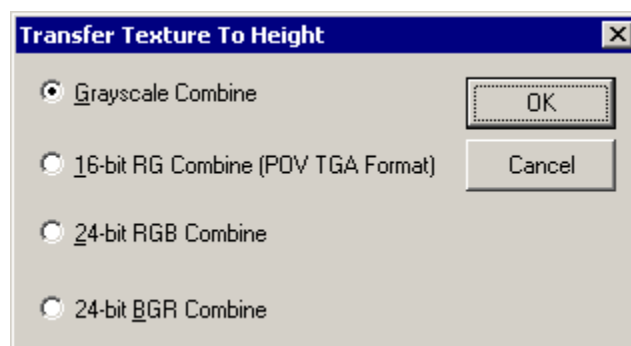 Transfer Texture To Height
Grayscale Combine
OK
16-bit RG Combine (POV TGA Format)
Cancel
24-bit RGB Combine
24-bit BGR Combine